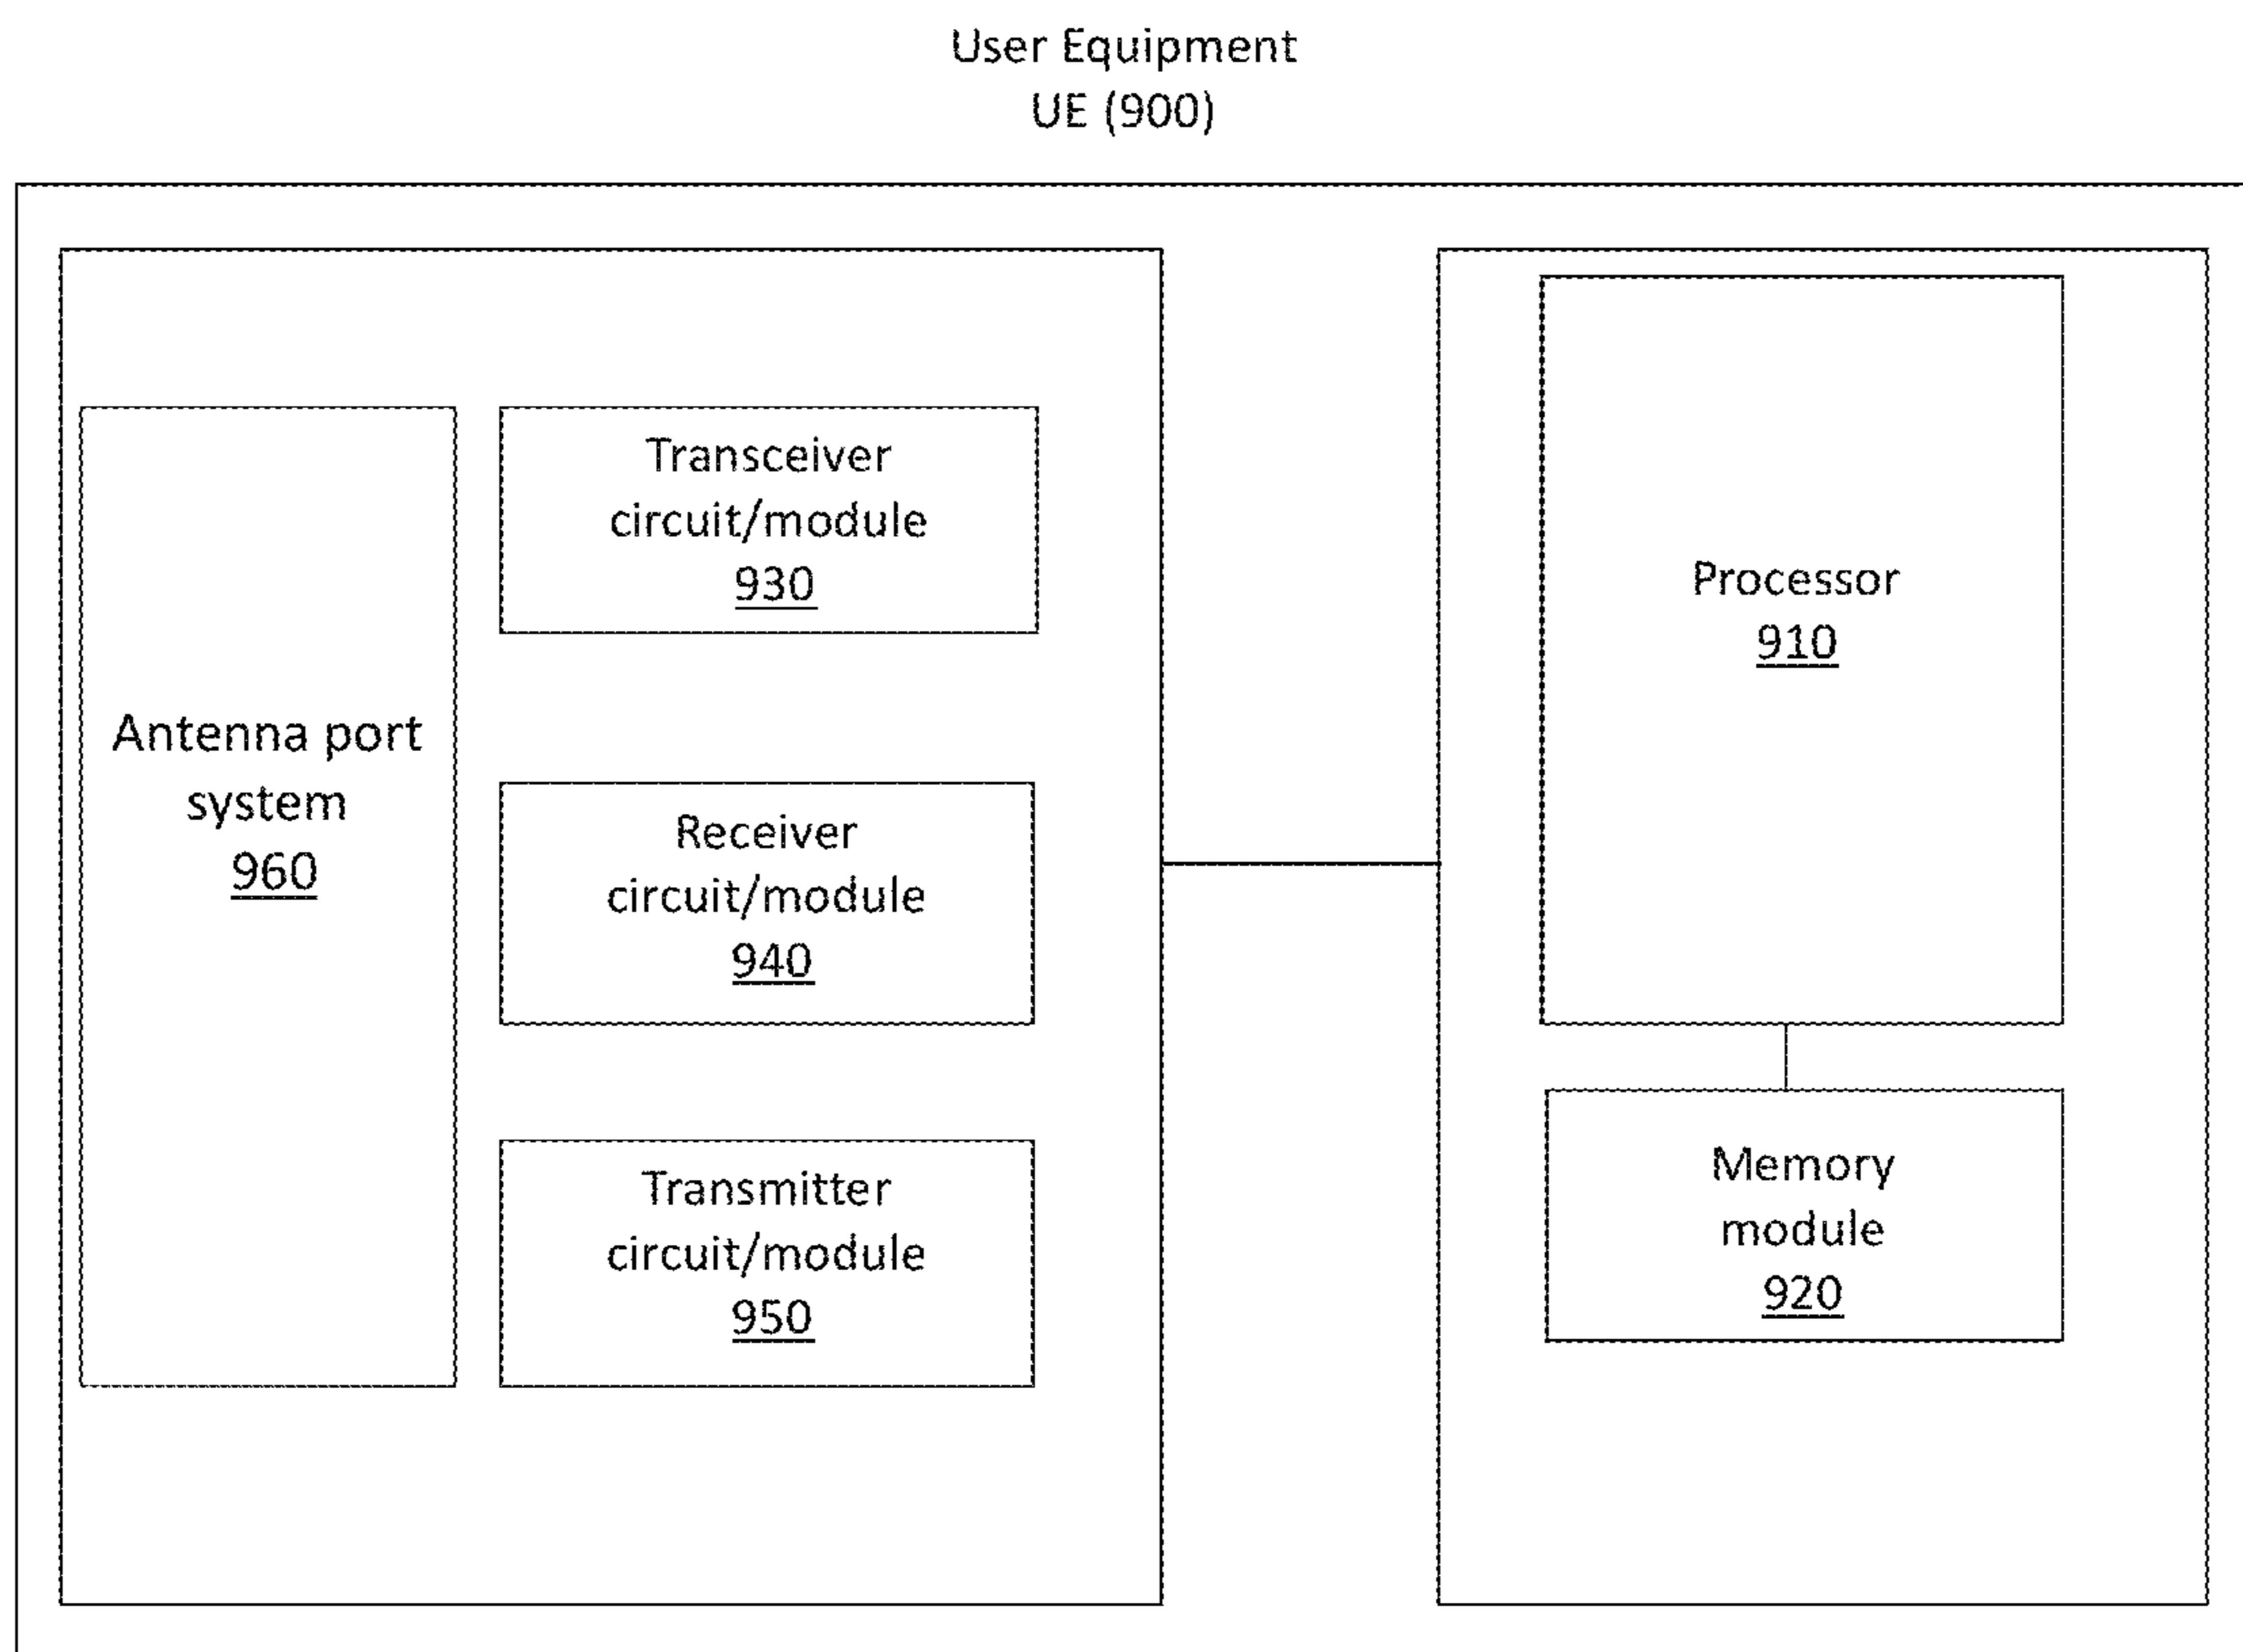 User Equipment
UE (900)
Transceiver
circuit/module
930
Processor
910
Antenna port
system
960
Receiver
circuit/module
940
Transmitter
circuit/module
950
Memory
module
920